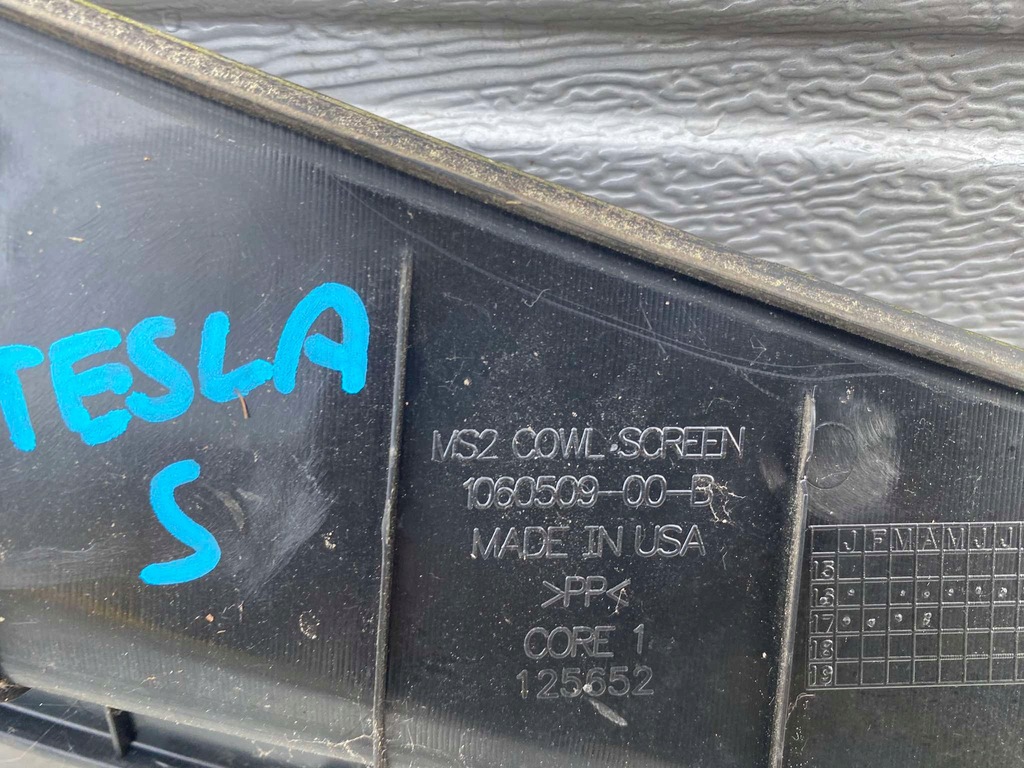 TESLA
S
MS2 COWL SCREEN
1060509-00-B
MADE IN USA
>PP<
CORE 1
125652
J F M A M J J
15
16
17
18
19